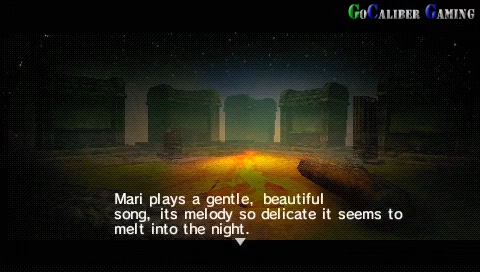 GoCaliber Gaming
Mari plays a gentle, beautiful
song, its melody so delicate it seems to
melt into the night.